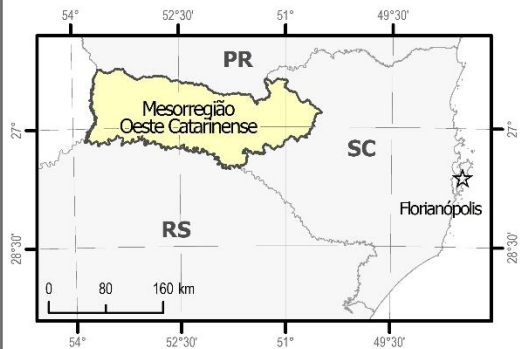 54° 52°30' 51° 49°30'
PR
Mesorregião
Oeste Catarinense
27° 27°
SC
Florianópolis
RS
28°30' 28°30'
0 80 160 km
54° 52°30' 51° 49°30'